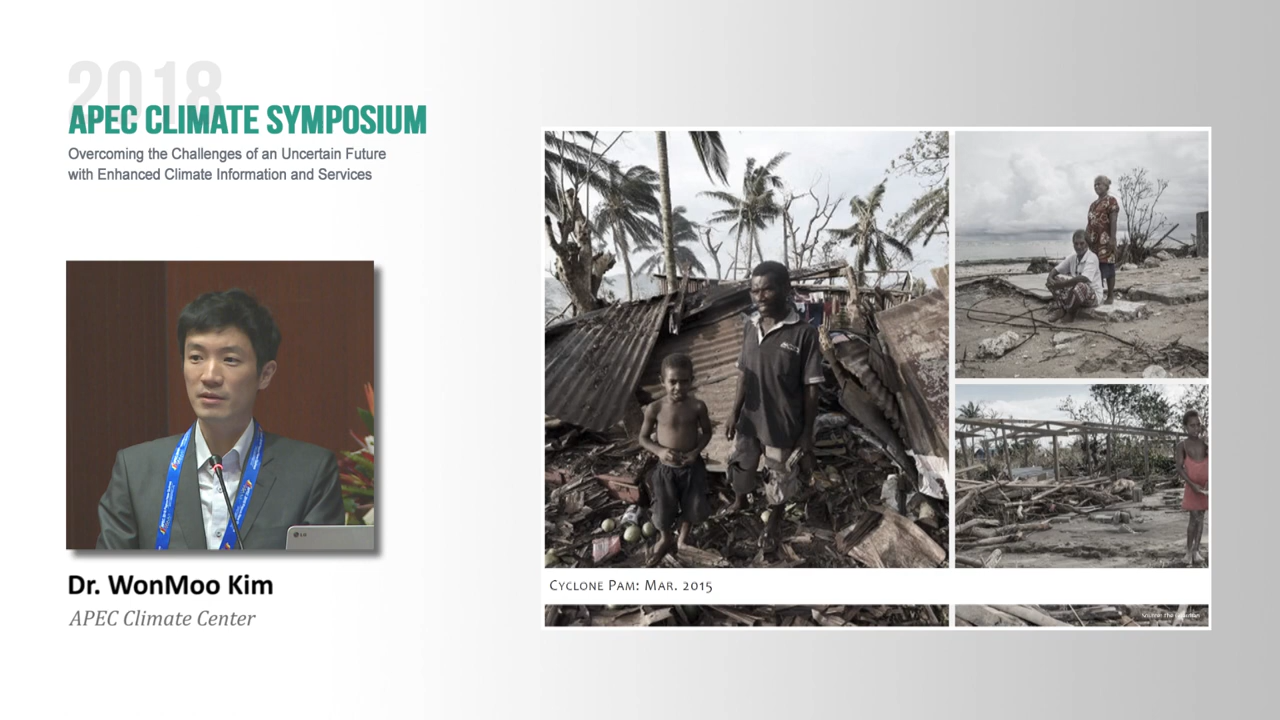 2018
APEC CLIMATE SYMPOSIUM
Overcoming the Challenges of an Uncertain Future
with Enhanced Climate Information and Services
LG
Dr. WonMoo Kim
APEC Climate Center
Cyclone Pam: Mar. 2015